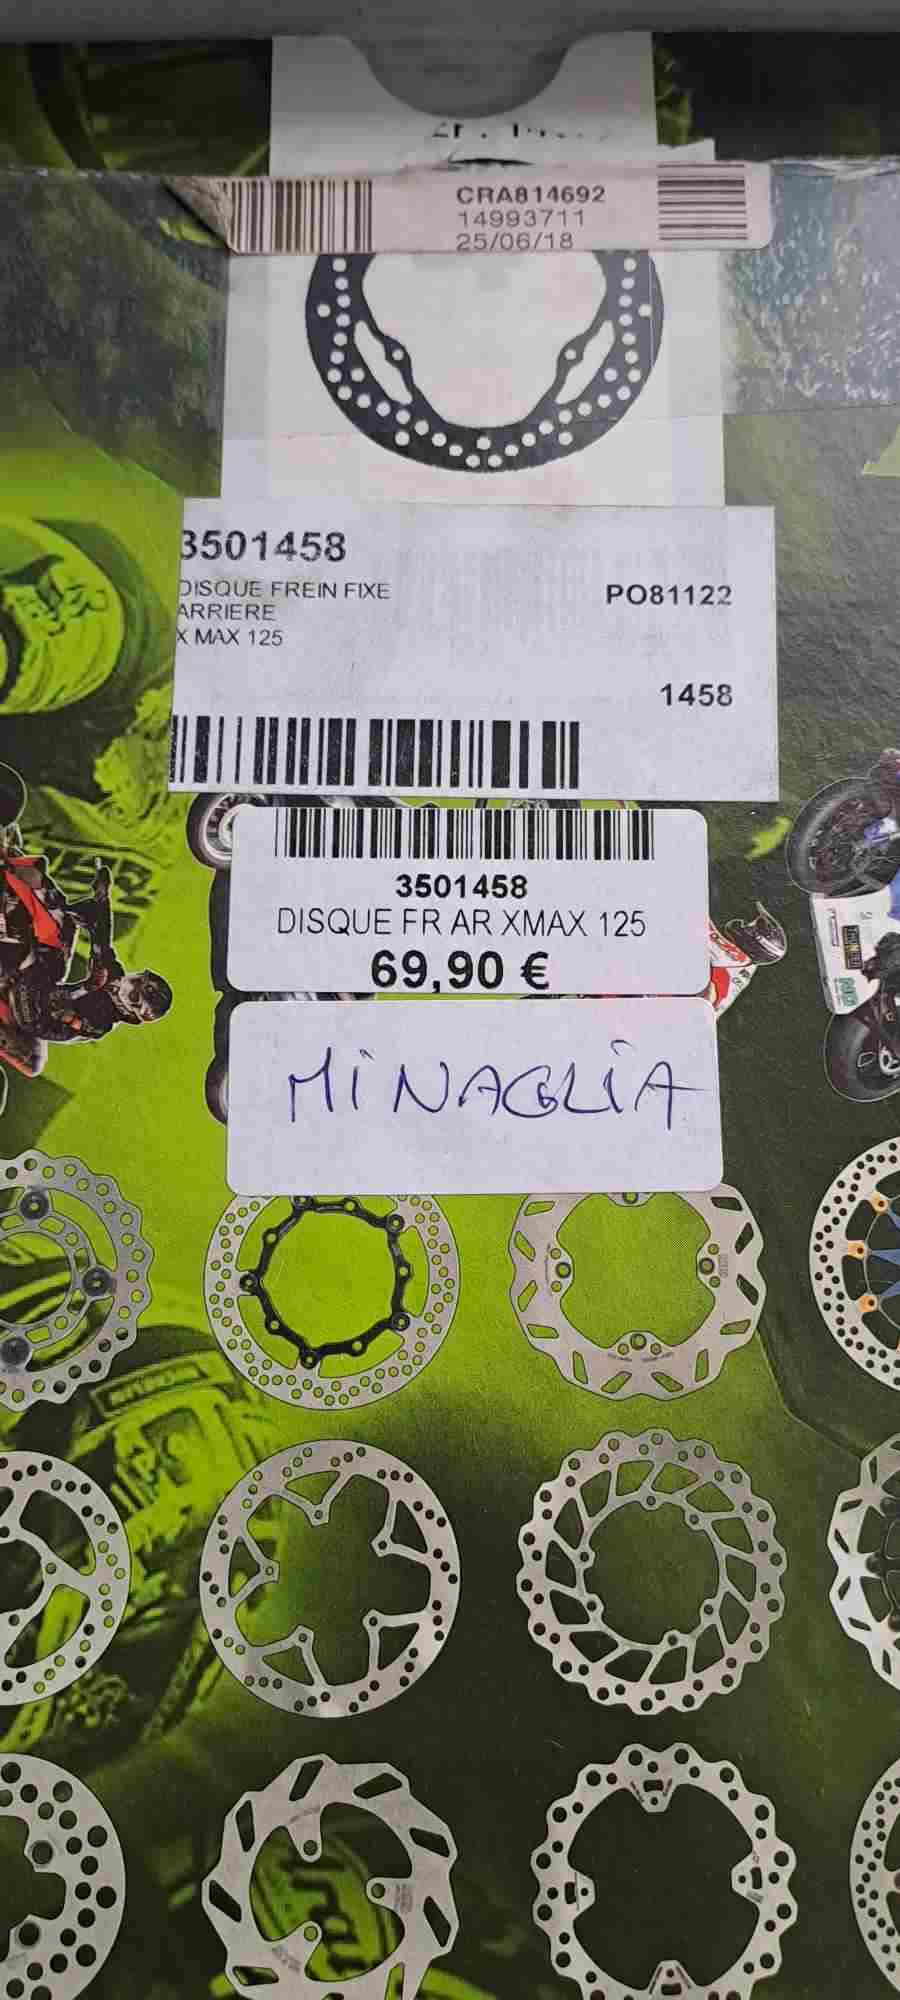 CRA814692
14993711
25/06/18
3501458
DISQUE FREIN FIXE
ARRIERE
X MAX 125
PO81122
1458
3501458
DISQUE FR AR XMAX 125
69,90 €
MINAGLIA